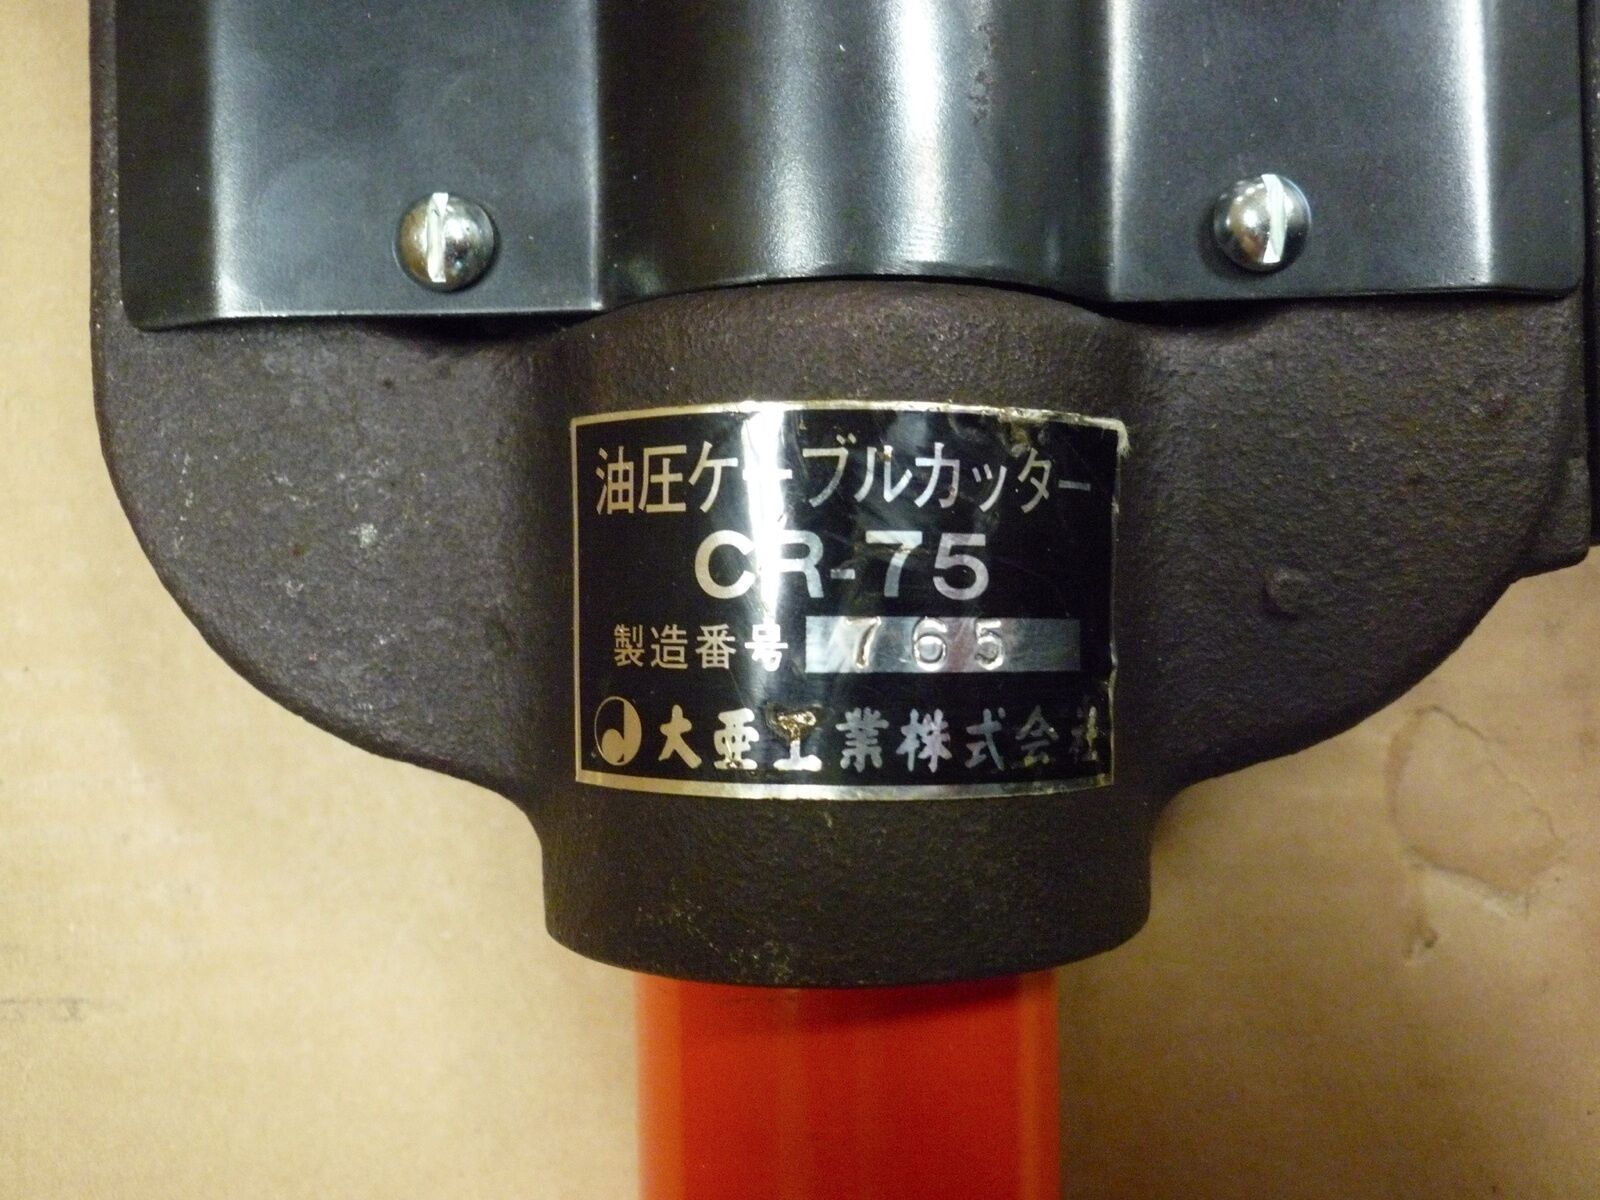 油圧ケーブルカッター
CR-75
製造番号 765
大亜工業株式会社